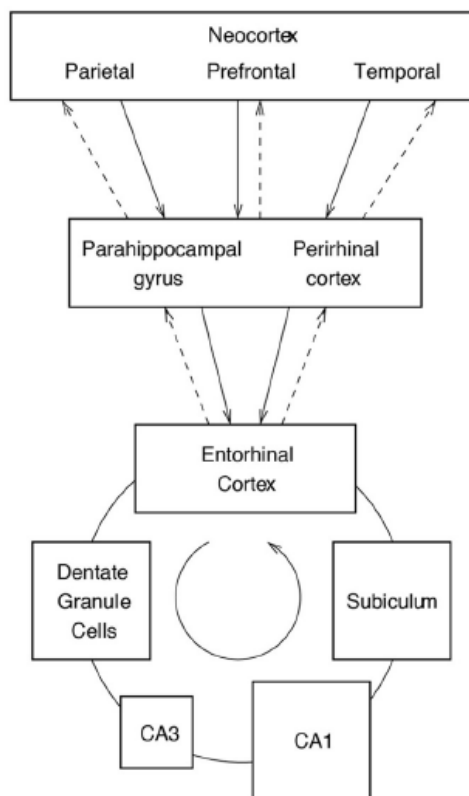 Neocortex
Parietal Prefrontal Temporal
Parahippocampal Perirhinal
gyrus cortex
Entorhinal
Cortex
Dentate
Granule
Cells
Subiculum
CA3
CA1